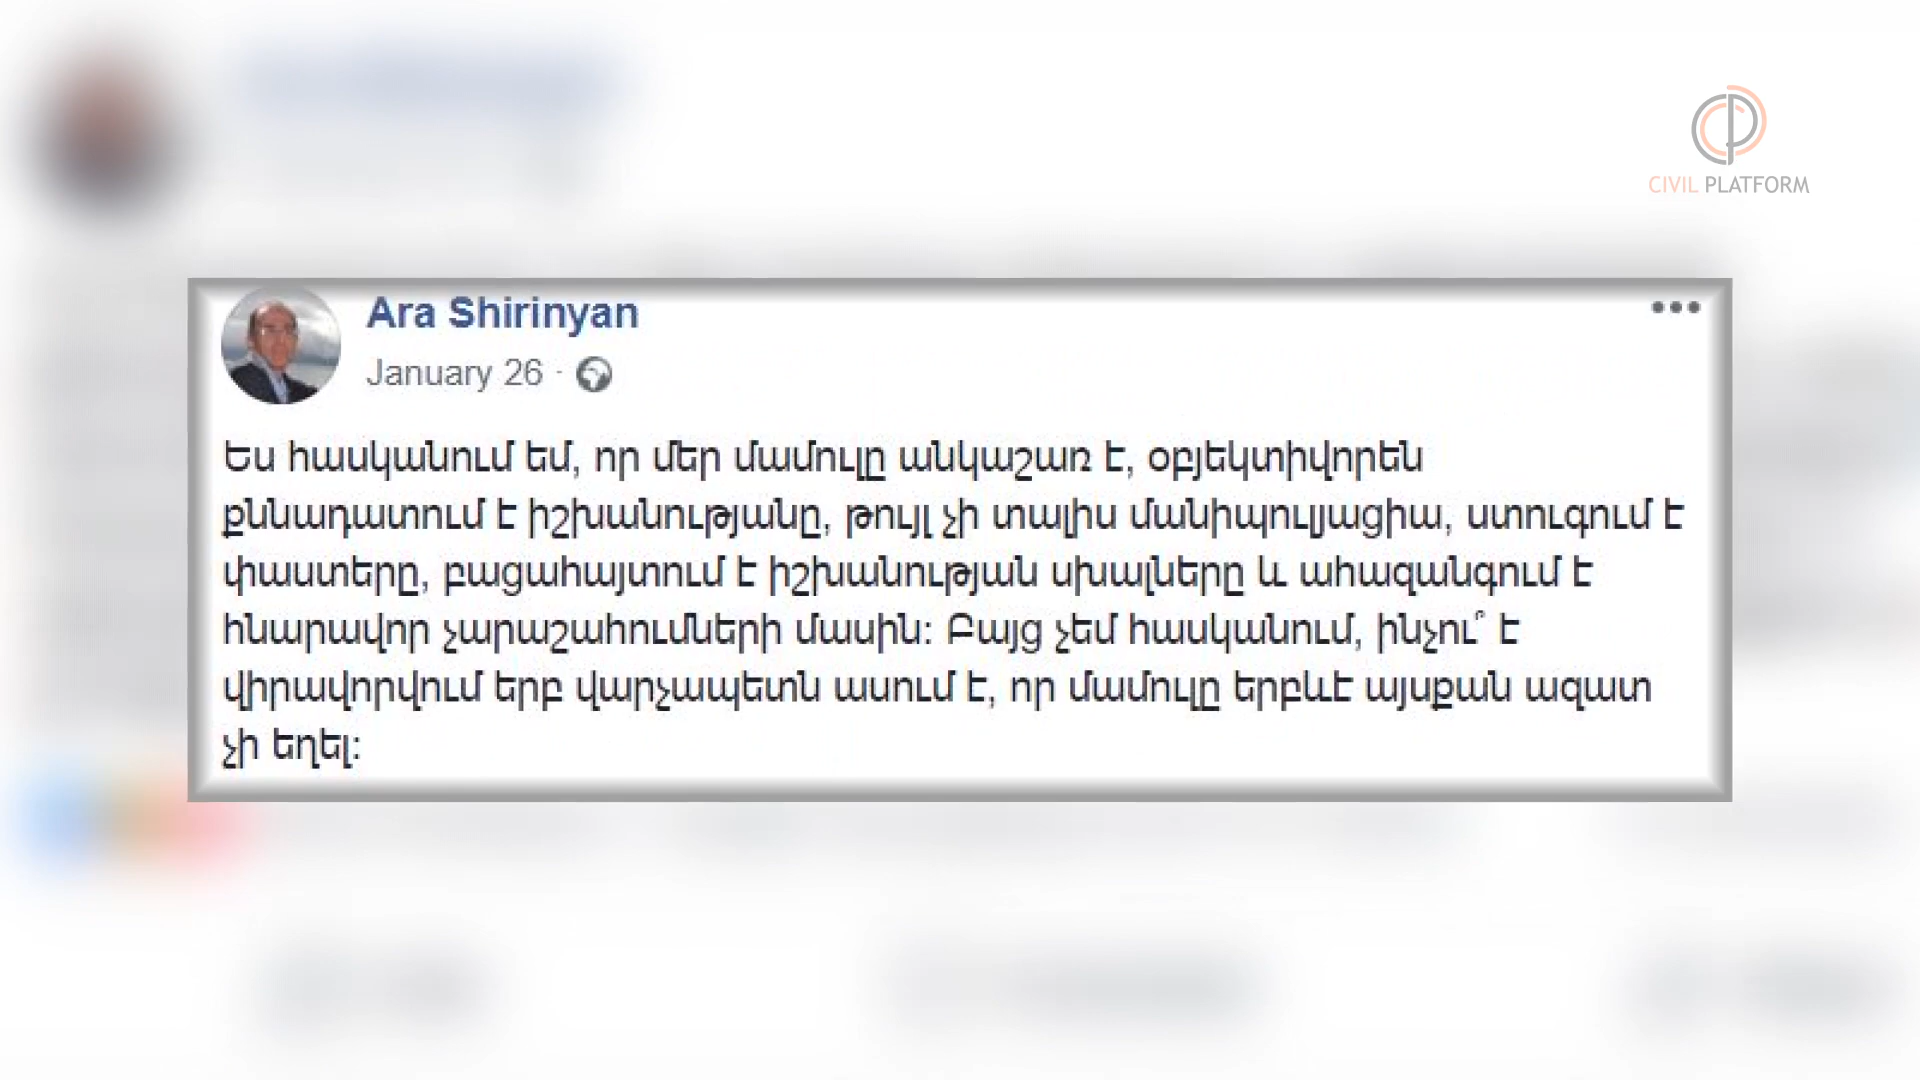 CIVIL PLATFORM
Ara Shirinyan
January 26 ·
Ես հասկանում եմ, որ մեր մամուլը անկաշառ է, օբյեկտիվորեն
քննադատում է իշխանությանը, թույլ չի տալիս մանիպուլյացիա, ստուգում է
փաստերը, բացահայտում է իշխանության սխալները և ահազանգում է
հնարավոր չարաշահումների մասին: Բայց չեմ հասկանում, ինչու՞ է
վիրավորվում երբ վարչապետն ասում է, որ մամուլը երբևէ այսքան ազատ
չի եղել: